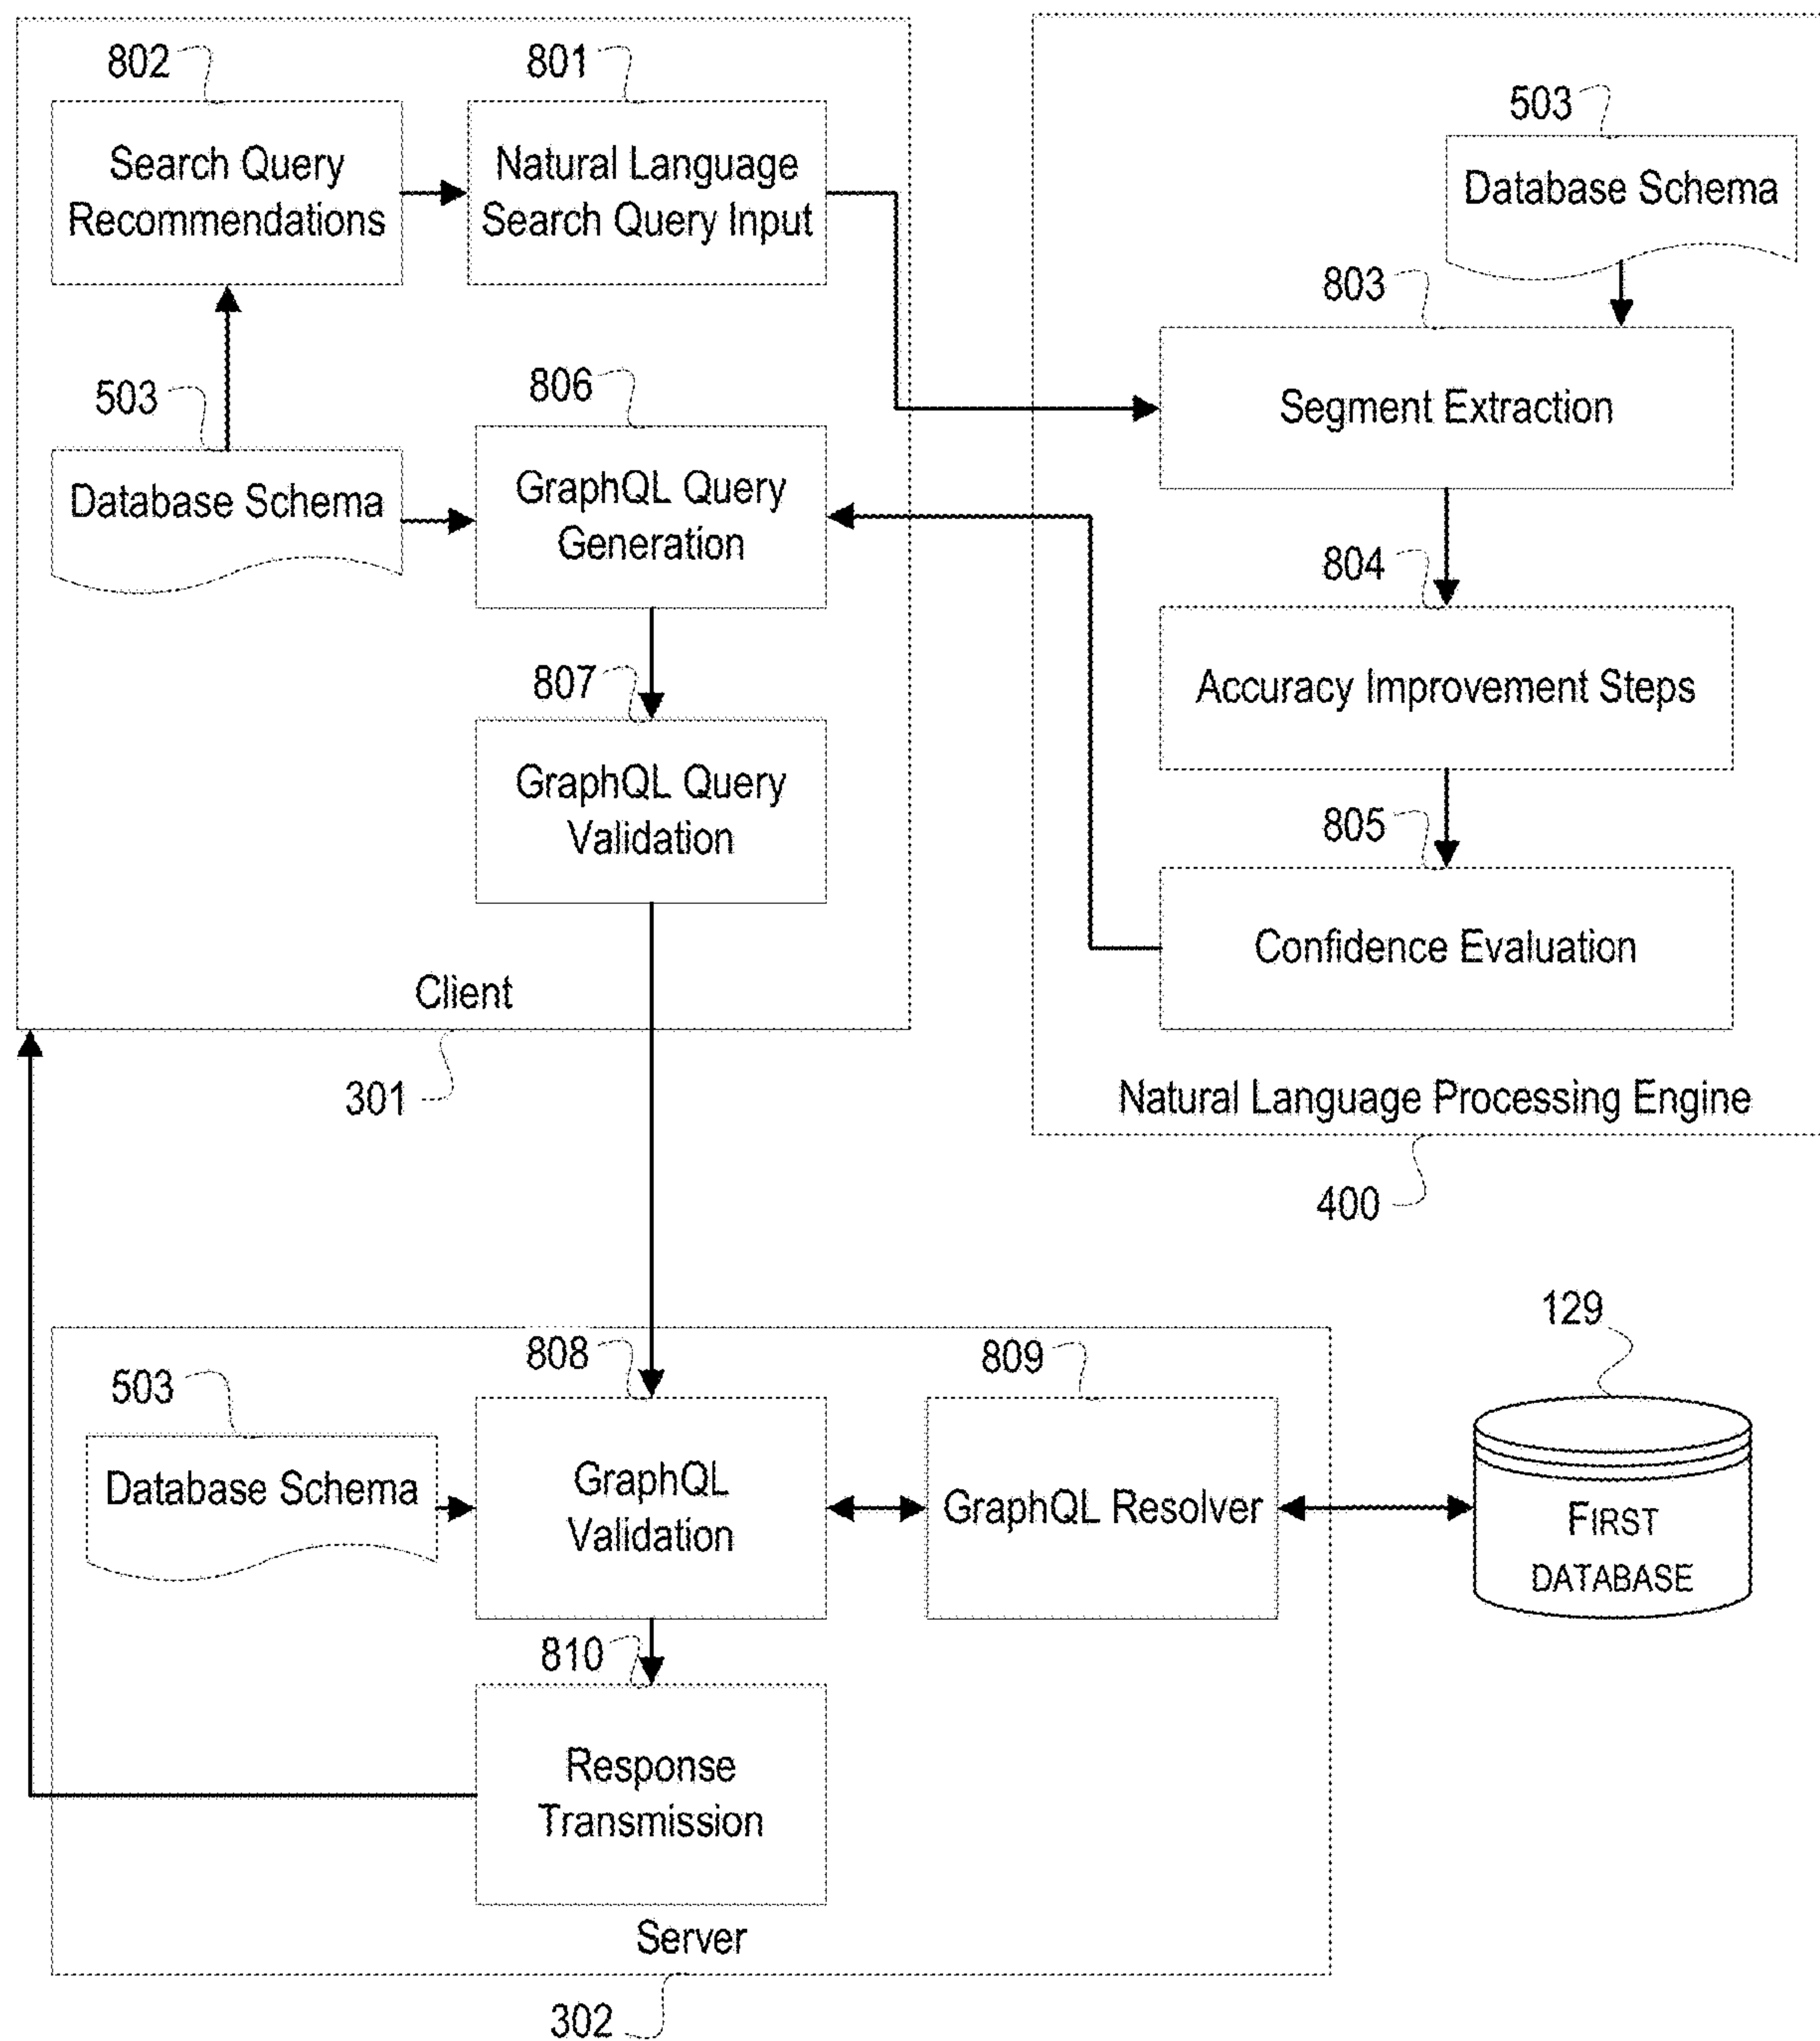 802
Search Query
Recommendations
801
Natural Language
Search Query Input
503
Database Schema
806
GraphQL Query
Generation
807
GraphQL Query
Validation
Client
301
503
Database Schema
803
Segment Extraction
804
Accuracy Improvement Steps
805
Confidence Evaluation
Natural Language Processing Engine
400
503
Database Schema
808
GraphQL
Validation
809
GraphQL Resolver
129
FIRST
DATABASE
810
Response
Transmission
Server
302